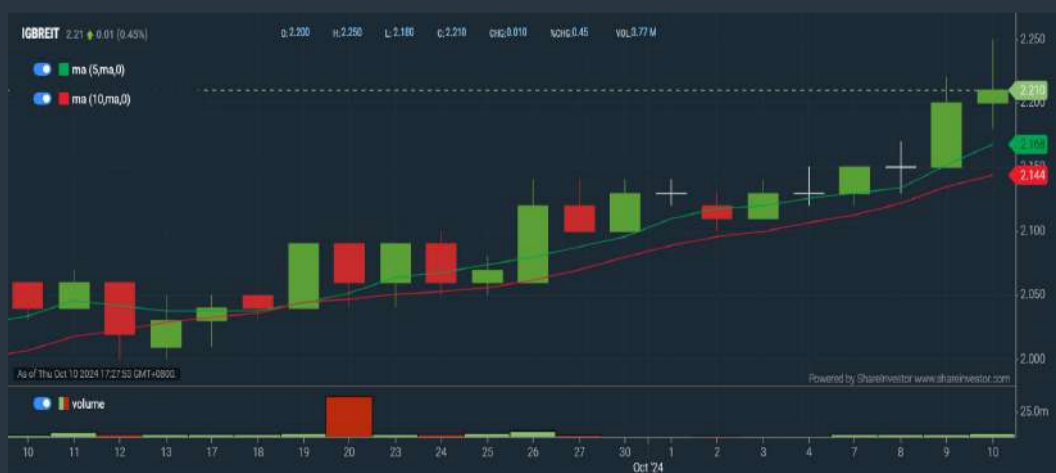 IGBREIT 2.21 0.01 (0.45%) O: 2.200 H: 2.250 L: 2.180 C: 2.210 CHG: 0.010 %CHG: 0.45 VOL: 3.77 M
ma (5,ma,0)
ma (10,ma,0)
2.250
2.210
2.200
2.168
2.150
2.144
2.100
2.050
2.000
As of Thu Oct 10 2024 17:27:53 GMT+0800.
Powered by ShareInvestor www.shareinvestor.com
volume
25.0m
10 11 12 13 17 18 19 20 23 24 25 26 27 30 1 2 3 4 7 8 9 10
Oct '24